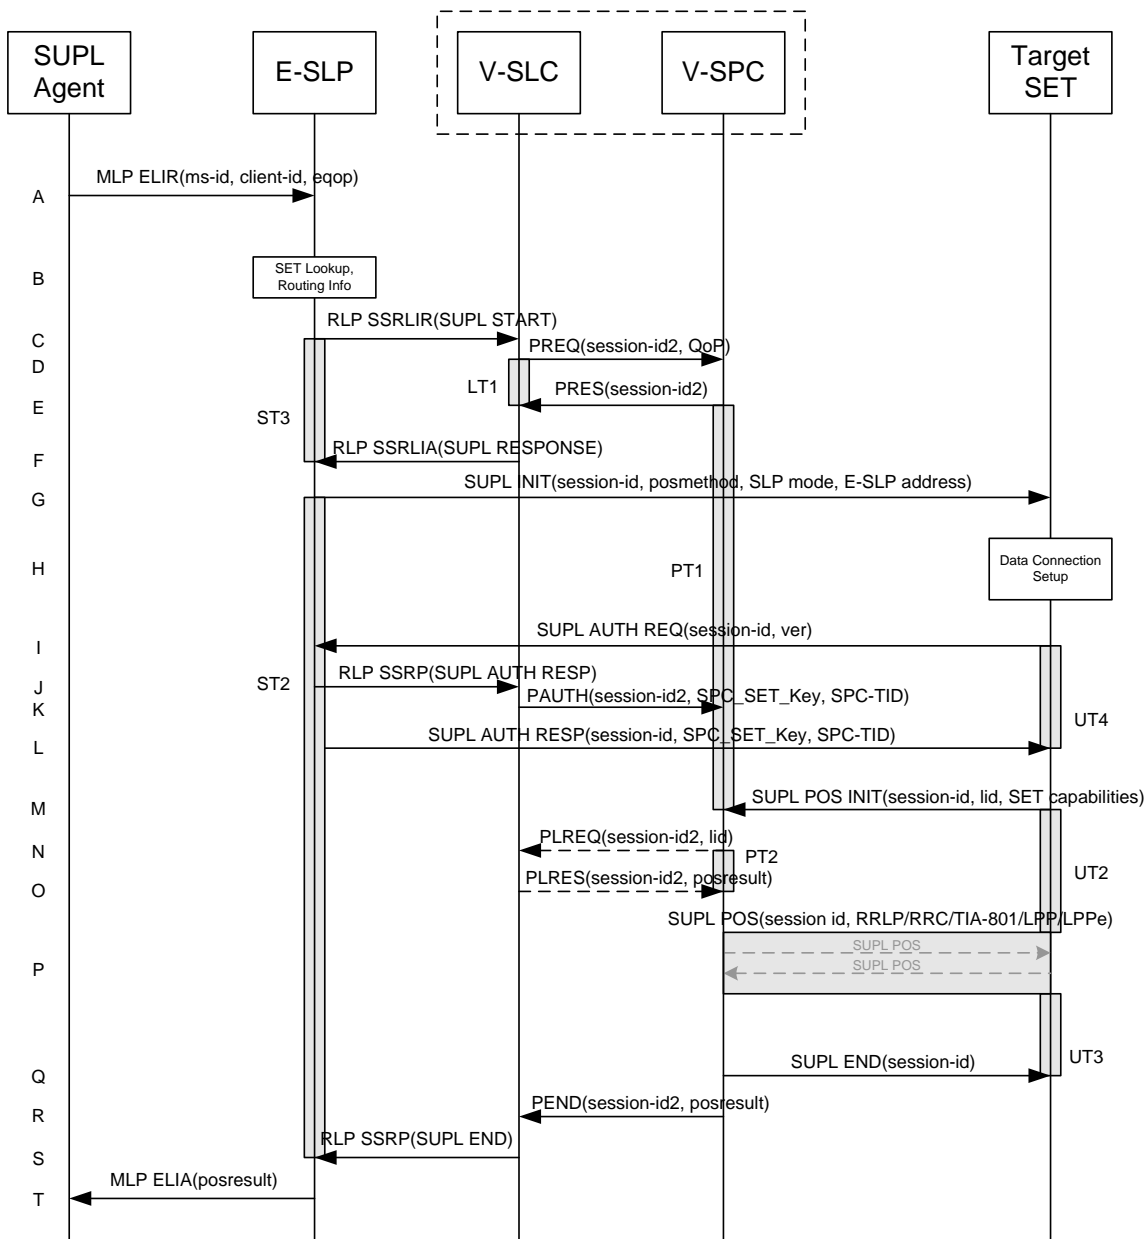 SUPL
Agent
E-SLP
V-SLC
V-SPC
Target
SET
A
MLP ELIR(ms-id, client-id, eqop)
B
SET Lookup,
Routing Info
C
RLP SSRLIR(SUPL START)
D
PREQ(session-id2, QoP)
LT1
E
PRES(session-id2)
ST3
F
RLP SSRLIA(SUPL RESPONSE)
G
SUPL INIT(session-id, posmethod, SLP mode, E-SLP address)
H
PT1
Data Connection
Setup
I
SUPL AUTH REQ(session-id, ver)
ST2
J
RLP SSRP(SUPL AUTH RESP)
K
PAUTH(session-id2, SPC_SET_Key, SPC-TID)
UT4
L
SUPL AUTH RESP(session-id, SPC_SET_Key, SPC-TID)
M
SUPL POS INIT(session-id, lid, SET capabilities)
N
PLREQ(session-id2, lid)
PT2
UT2
O
PLRES(session-id2, posresult)
SUPL POS(session id, RRLP/RRC/TIA-801/LPP/LPPe)
SUPL POS
P
SUPL POS
UT3
Q
SUPL END(session-id)
R
PEND(session-id2, posresult)
S
RLP SSRP(SUPL END)
T
MLP ELIA(posresult)